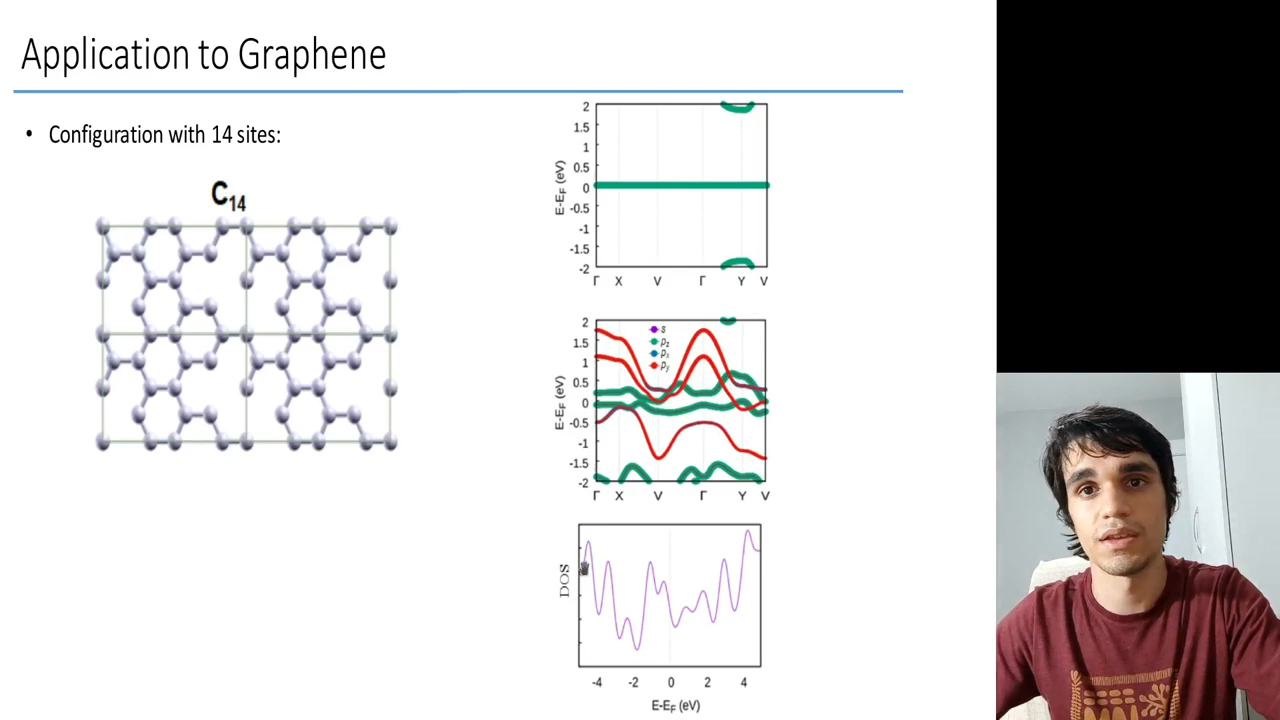 Application to Graphene
• Configuration with 14 sites:
C14
2
1.5
1
0.5
0
-0.5
-1
-1.5
-2
E-EF (eV)
Γ X V Γ Y V
2
1.5
1
0.5
0
-0.5
-1
-1.5
-2
E-EF (eV)
s
pz
px
py
Γ X V Γ Y V
DOS
-4 -2 0 2 4
E-EF (eV)